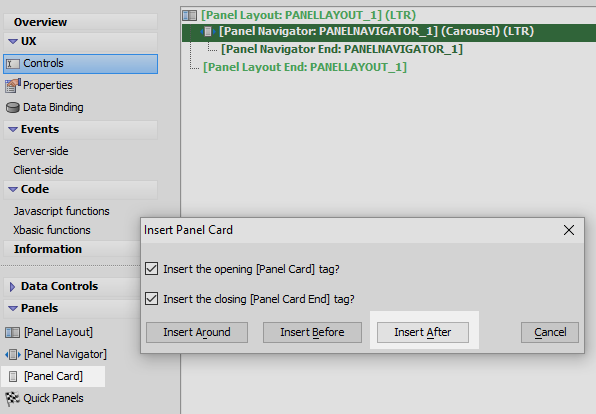 Overview
UX
Controls
Properties
Data Binding
Events
Server-side
Client-side
Code
Javascript functions
Xbasic functions
Information
Data Controls
Panels
[Panel Layout]
[Panel Navigator]
[Panel Card]
Quick Panels
[Panel Layout: PANELLAYOUT_1] (LTR)
[Panel Navigator: PANELNAVIGATOR_1] (Carousel) (LTR)
[Panel Navigator End: PANELNAVIGATOR_1]
[Panel Layout End: PANELLAYOUT_1]
Insert Panel Card
Insert the opening [Panel Card] tag?
Insert the closing [Panel Card End] tag?
Insert Around Insert Before Insert After Cancel